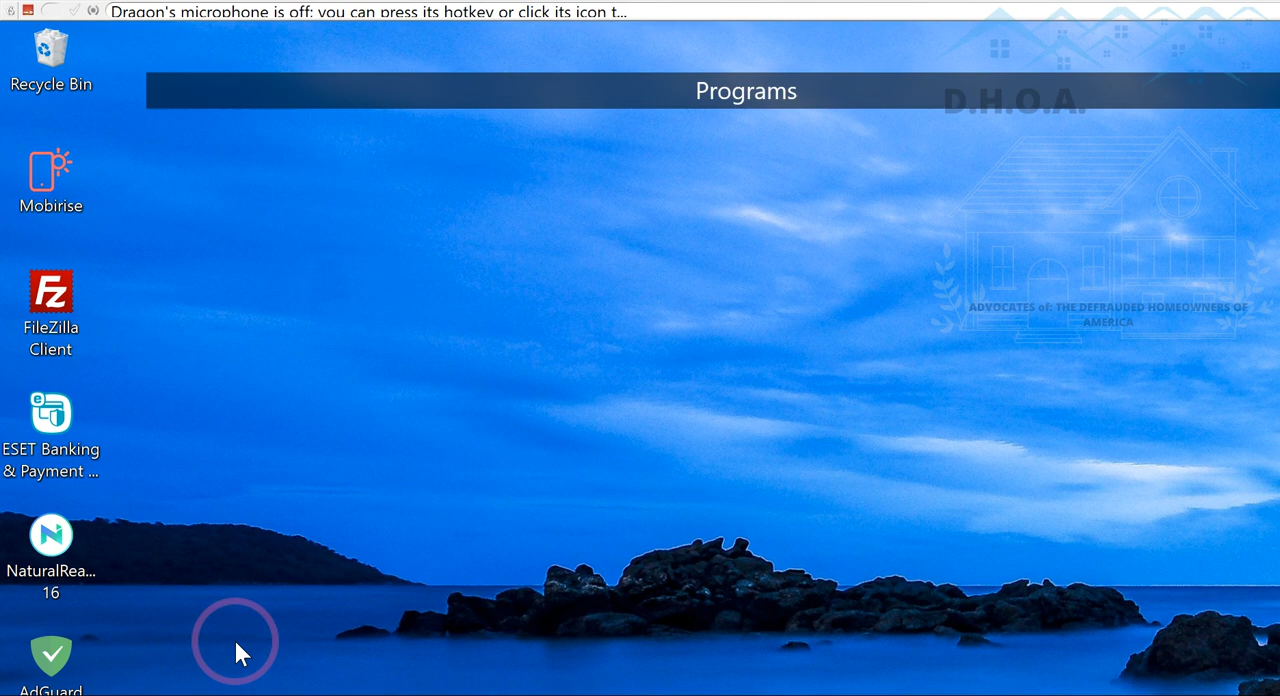 Dragon's microphone is off: you can press its hotkey or click its icon t...
Recycle Bin
Programs
D.H.O.A.
Mobirise
ADVOCATES of: THE DEFRAUDED HOMEOWNERS OF
AMERICA
FileZilla
Client
ESET Banking
& Payment ...
NaturalRea...
16
AdGuard